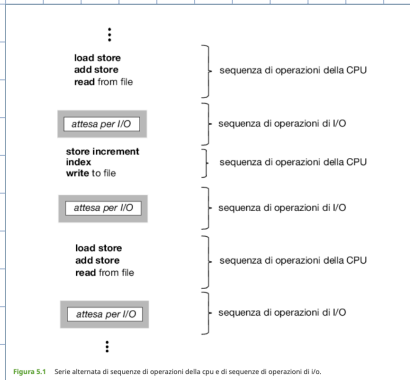 load store
add store
read from file
sequenza di operazioni della CPU
attesa per I/O
sequenza di operazioni di I/O
store increment
index
write to file
sequenza di operazioni della CPU
attesa per I/O
sequenza di operazioni di I/O
load store
add store
read from file
sequenza di operazioni della CPU
attesa per I/O
sequenza di operazioni di I/O
Figura 5.1 Serie alternata di sequenze di operazioni della cpu e di sequenze di operazioni di i/o.